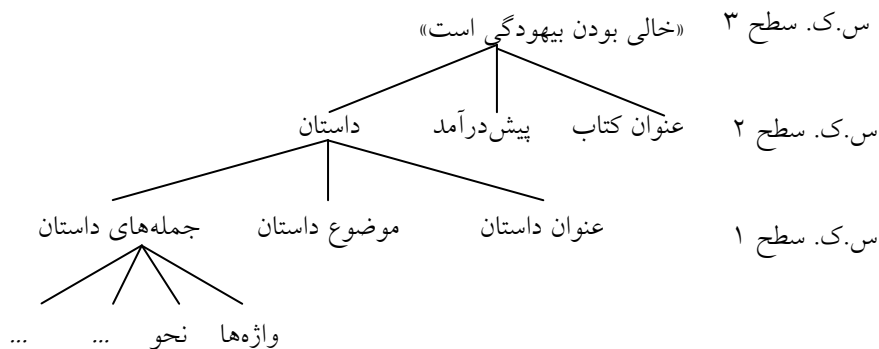 س.ک. سطح ۳ «خالی بودن بیهودگی است»
س.ک. سطح ۲ عنوان کتاب پیش‌درآمد داستان
س.ک. سطح ۱ عنوان داستان موضوع داستان جمله‌های داستان
واژه‌ها نحو ... ...